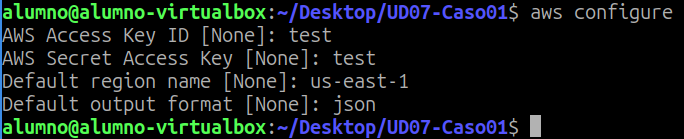 alumno@alumno-virtualbox:~/Desktop/UD07-Caso01$ aws configure
AWS Access Key ID [None]: test
AWS Secret Access Key [None]: test
Default region name [None]: us-east-1
Default output format [None]: json
alumno@alumno-virtualbox:~/Desktop/UD07-Caso01$